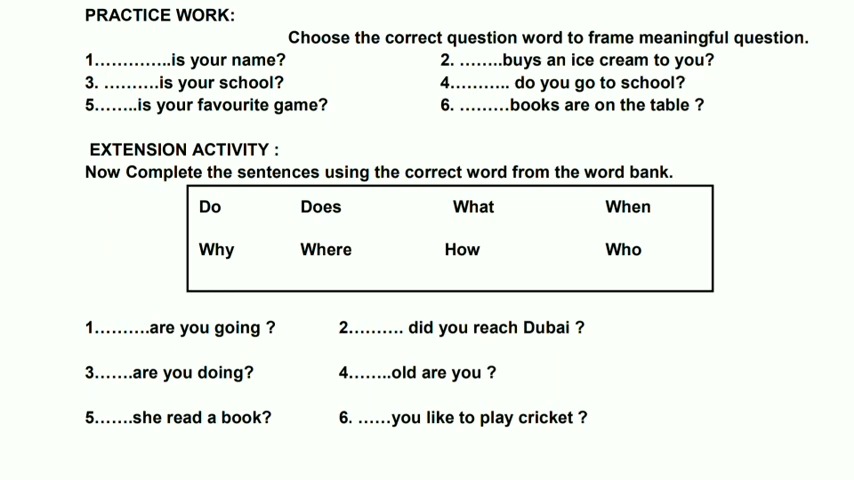 PRACTICE WORK:
Choose the correct question word to frame meaningful question.
1..............is your name? 2. ........buys an ice cream to you?
3. ..........is your school? 4........... do you go to school?
5........is your favourite game? 6. .........books are on the table ?
EXTENSION ACTIVITY :
Now Complete the sentences using the correct word from the word bank.
Do Does What When
Why Where How Who
1..........are you going ? 2.......... did you reach Dubai ?
3.......are you doing? 4........old are you ?
5.......she read a book? 6. ......you like to play cricket ?